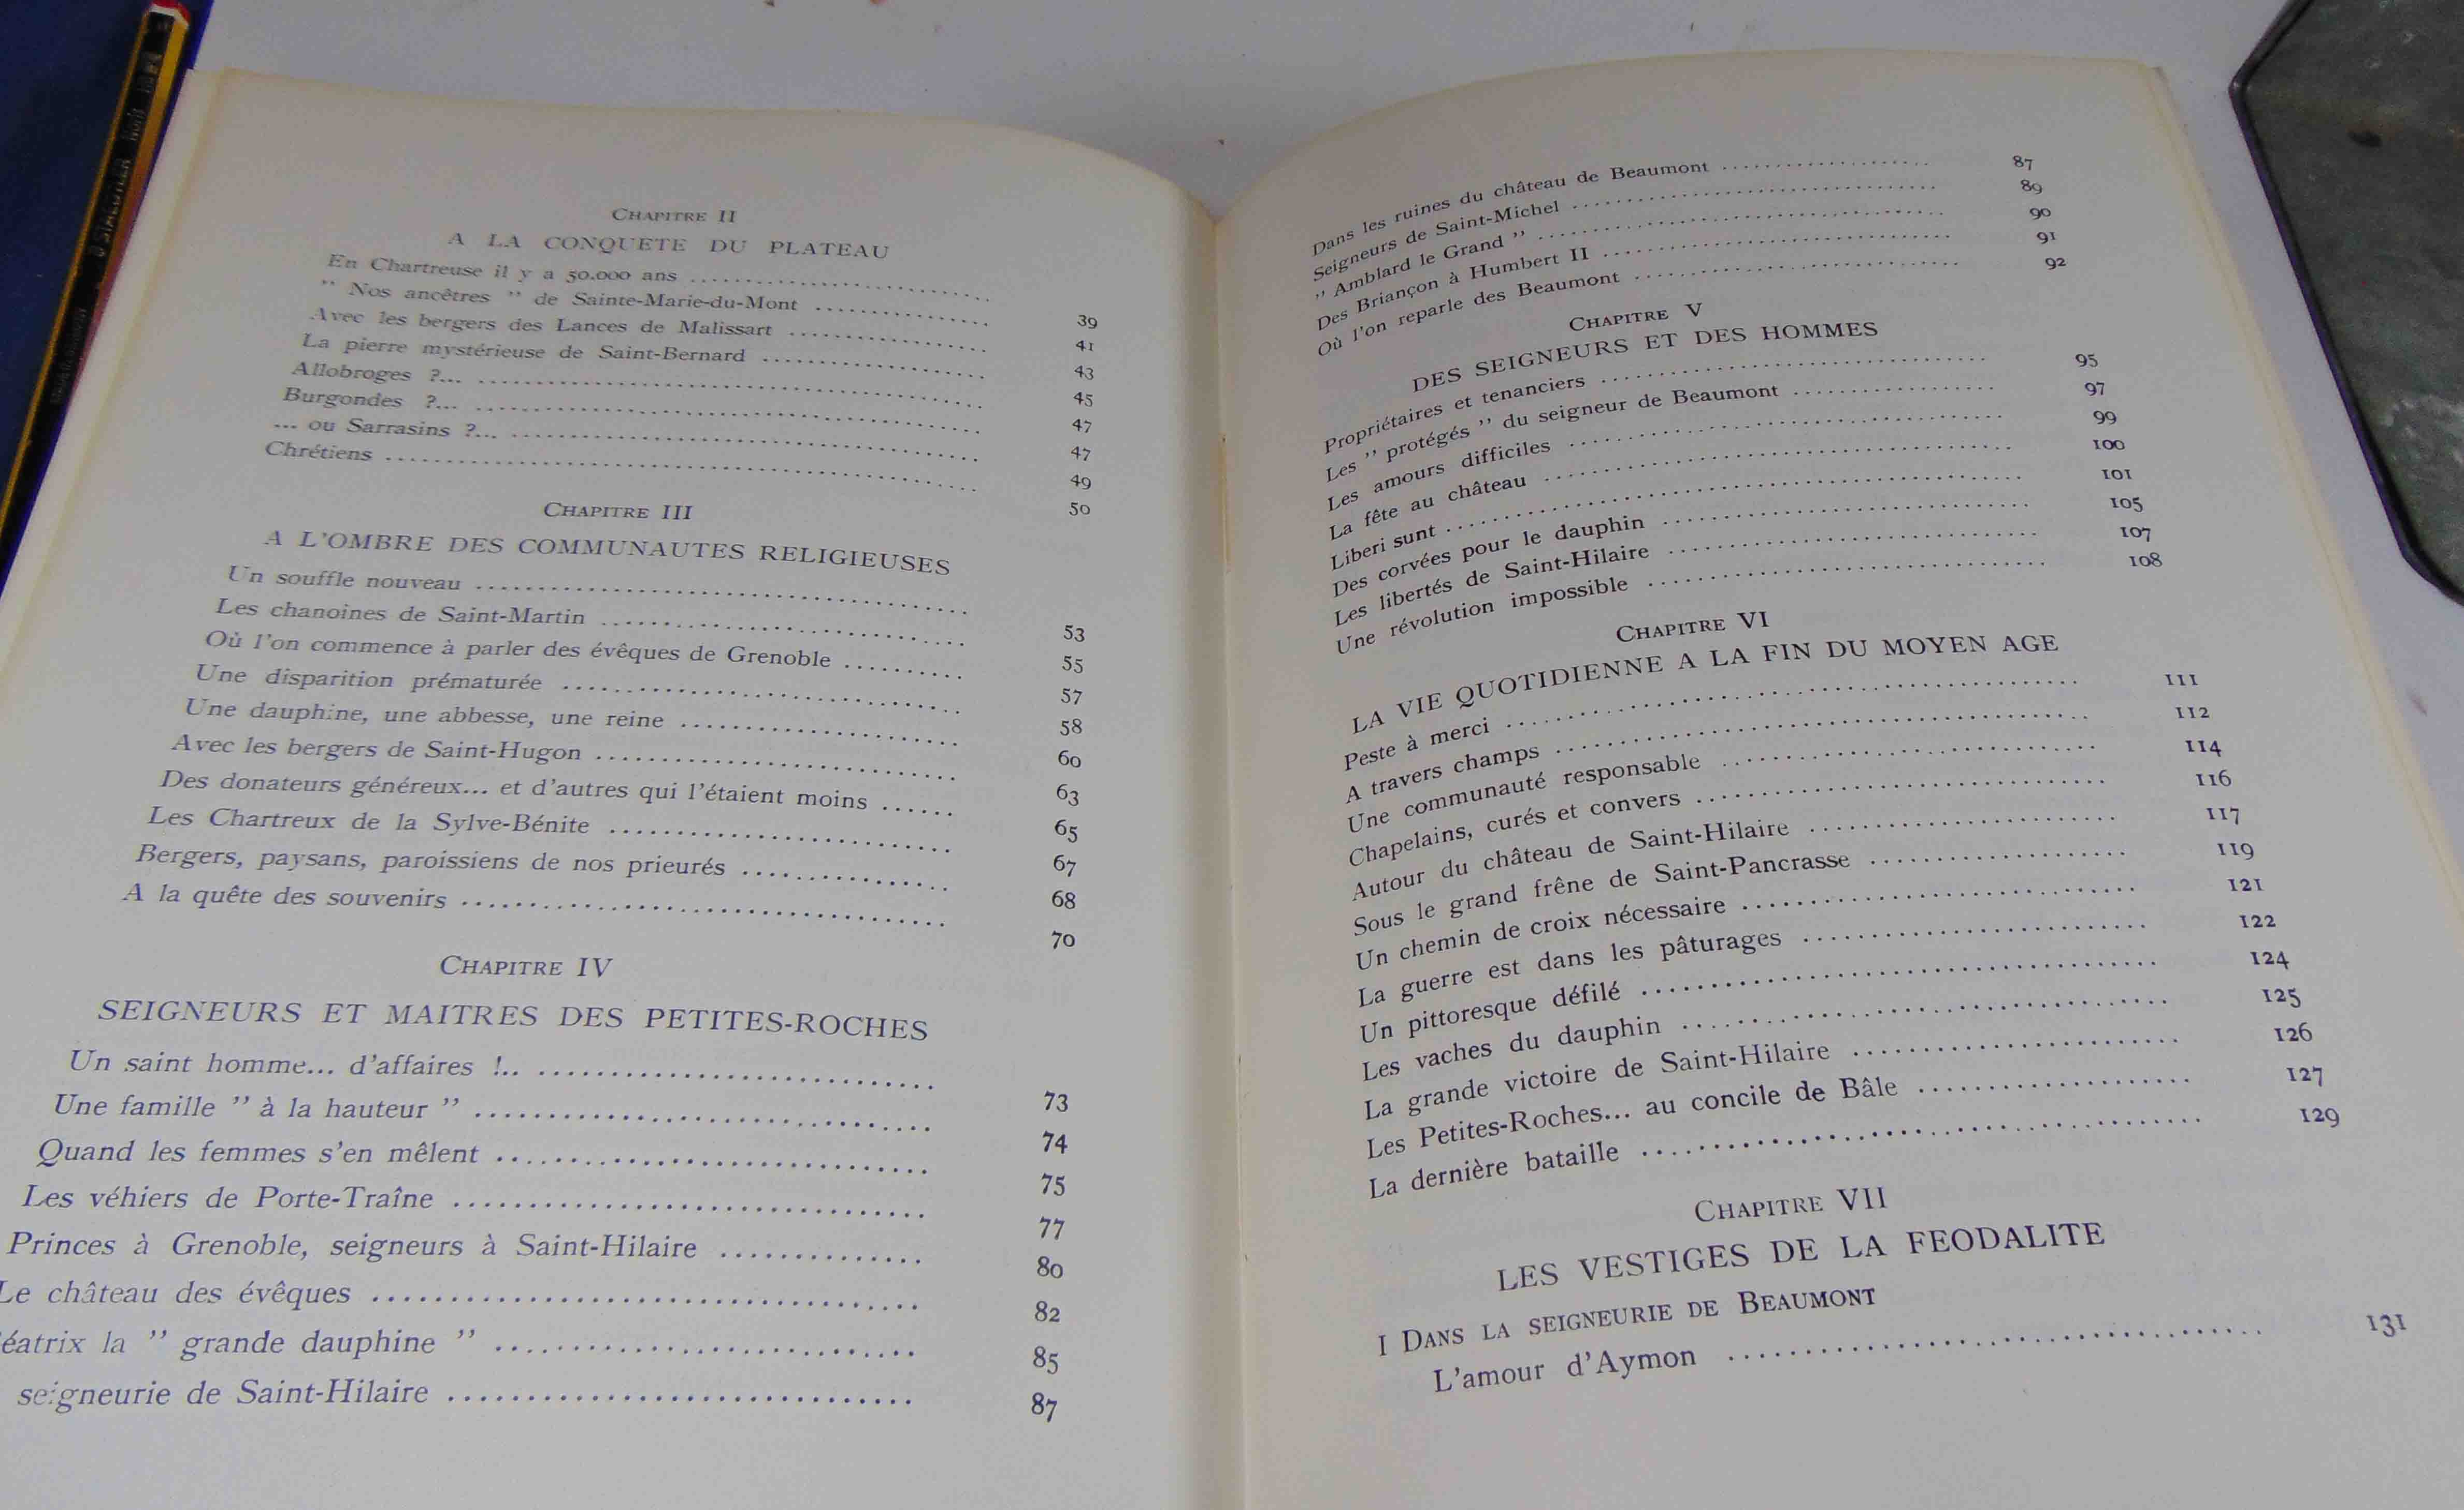 CHAPITRE II
A LA CONQUETE DU PLATEAU
En Chartreuse il y a 50.000 ans ........................ 39
" Nos ancêtres " de Sainte-Marie-du-Mont ............... 41
Avec les bergers des Lances de Malissart ............... 43
La pierre mystérieuse de Saint-Bernard ................. 45
Allobroges ?... ........................................ 47
Burgondes ?... ......................................... 47
... ou Sarrasins ?... .................................. 49
Chrétiens .............................................. 50
CHAPITRE III
A L'OMBRE DES COMMUNAUTES RELIGIEUSES
Un souffle nouveau ..................................... 53
Les chanoines de Saint-Martin .......................... 55
Où l'on commence à parler des évêques de Grenoble ...... 57
Une disparition prématurée ............................. 58
Une dauphine, une abbesse, une reine ................... 60
Avec les bergers de Saint-Hugon ........................ 63
Des donateurs généreux... et d'autres qui l'étaient moins ...... 65
Les Chartreux de la Sylve-Bénite ....................... 67
Bergers, paysans, paroissiens de nos prieurés .......... 68
A la quête des souvenirs ............................... 70
CHAPITRE IV
SEIGNEURS ET MAITRES DES PETITES-ROCHES
Un saint homme... d'affaires !.. ....................... 73
Une famille " à la hauteur " ........................... 74
Quand les femmes s'en mêlent ........................... 75
Les véhiers de Porte-Traîne ............................ 77
Princes à Grenoble, seigneurs à Saint-Hilaire .......... 80
Le château des évêques ................................. 82
éatrix la " grande dauphine " .......................... 85
seigneurie de Saint-Hilaire ............................ 87
Dans les ruines du château de Beaumont ................. 87
Seigneurs de Saint-Michel .............................. 89
" Amblard le Grand " ................................... 90
Des Briançon à Humbert II .............................. 91
Où l'on reparle des Beaumont ........................... 92
CHAPITRE V
DES SEIGNEURS ET DES HOMMES
Propriétaires et tenanciers ............................ 95
Les " protégés " du seigneur de Beaumont ............... 97
Les amours difficiles .................................. 99
La fête au château ..................................... 100
Liberi sunt ............................................ 101
Des corvées pour le dauphin ............................ 105
Les libertés de Saint-Hilaire .......................... 107
Une révolution impossible .............................. 108
CHAPITRE VI
LA VIE QUOTIDIENNE A LA FIN DU MOYEN AGE
Peste à merci .......................................... 111
A travers champs ....................................... 112
Une communauté responsable ............................. 114
Chapelains, curés et convers ........................... 116
Autour du château de Saint-Hilaire ..................... 117
Sous le grand frêne de Saint-Pancrasse ................. 119
Un chemin de croix nécessaire .......................... 121
La guerre est dans les pâturages ....................... 122
Un pittoresque défilé .................................. 124
Les vaches du dauphin .................................. 125
La grande victoire de Saint-Hilaire .................... 126
Les Petites-Roches... au concile de Bâle ............... 127
La dernière bataille ................................... 129
CHAPITRE VII
LES VESTIGES DE LA FEODALITE
I DANS LA SEIGNEURIE DE BEAUMONT
L'amour d'Aymon ........................................ 131
STAEDTLER Noris